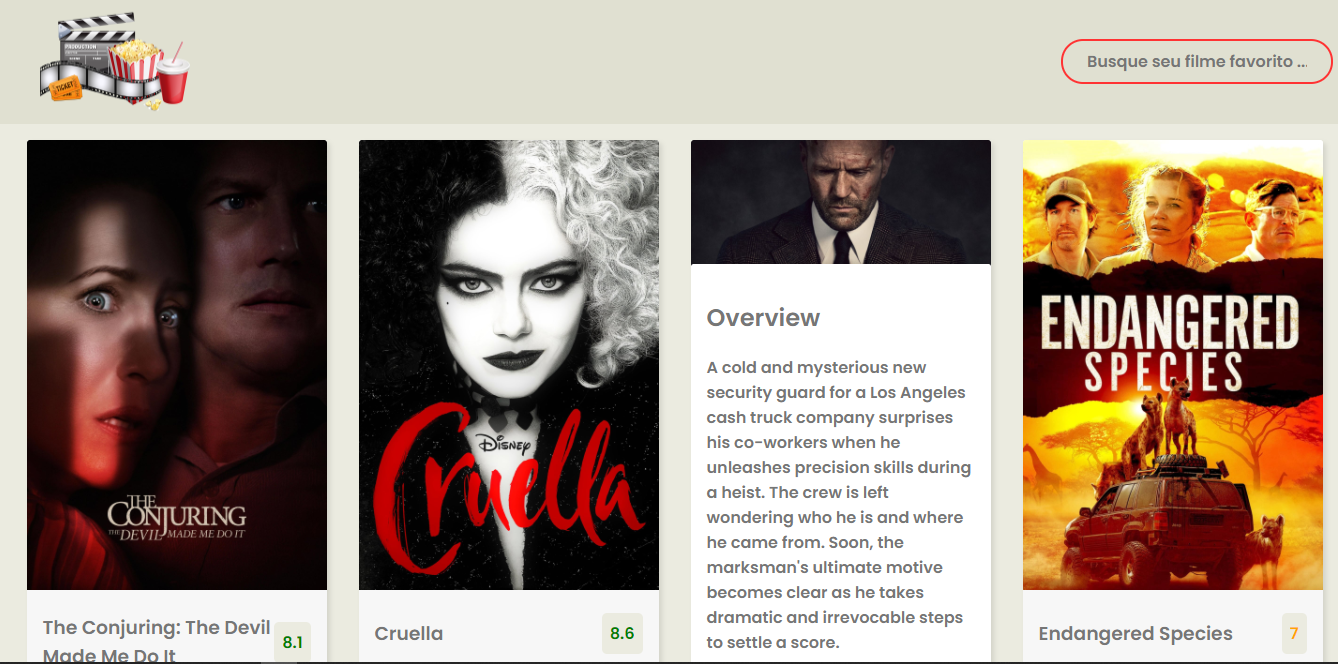 PRODUCTION
TICKET
Busque seu filme favorito ...
THE
CONJURING
THE DEVIL MADE ME DO IT
The Conjuring: The Devil
Made Me Do It
8.1
DISNEY
Cruella
Cruella
8.6
Overview
A cold and mysterious new
security guard for a Los Angeles
cash truck company surprises
his co-workers when he
unleashes precision skills during
a heist. The crew is left
wondering who he is and where
he came from. Soon, the
marksman's ultimate motive
becomes clear as he takes
dramatic and irrevocable steps
to settle a score.
ENDANGERED
SPECIES
Endangered Species
7